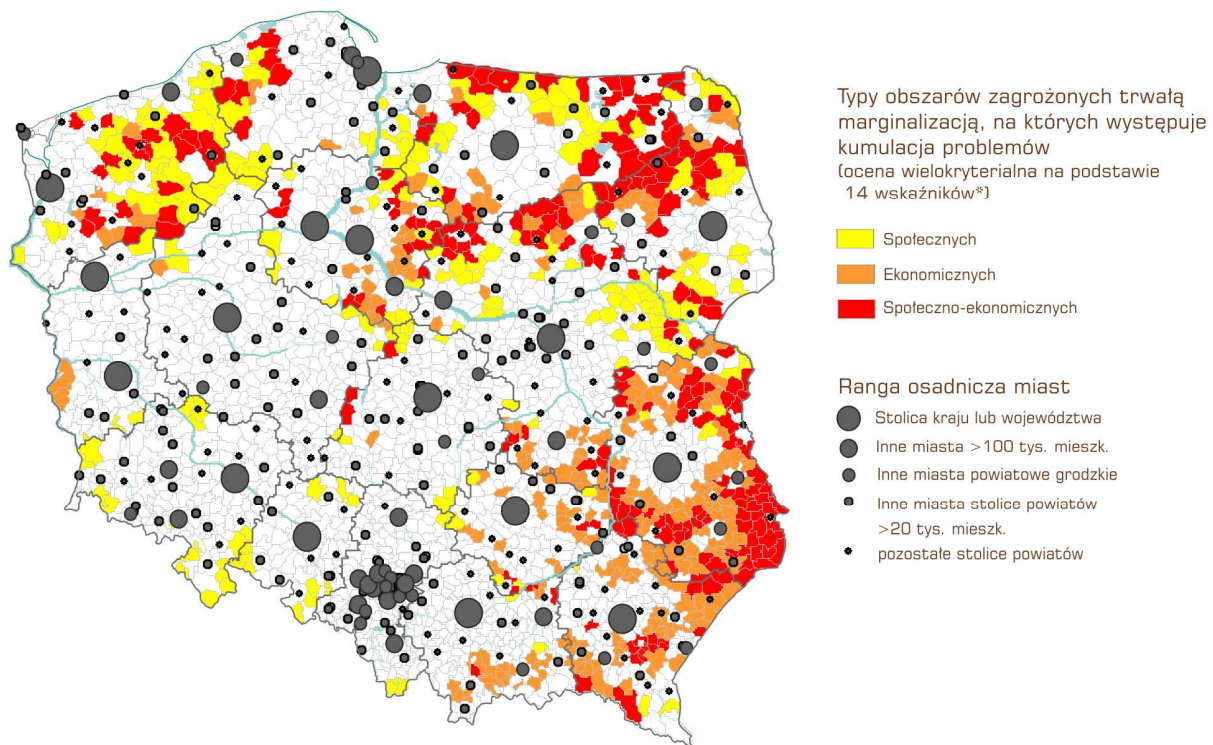 Typy obszarów zagrożonych trwałą
marginalizacją, na których występuje
kumulacja problemów
(ocena wielokryterialna na podstawie
14 wskaźników*)
Społecznych
Ekonomicznych
Społeczno-ekonomicznych
Ranga osadnicza miast
Stolica kraju lub województwa
Inne miasta >100 tys. mieszk.
Inne miasta powiatowe grodzkie
Inne miasta stolice powiatów
>20 tys. mieszk.
pozostałe stolice powiatów